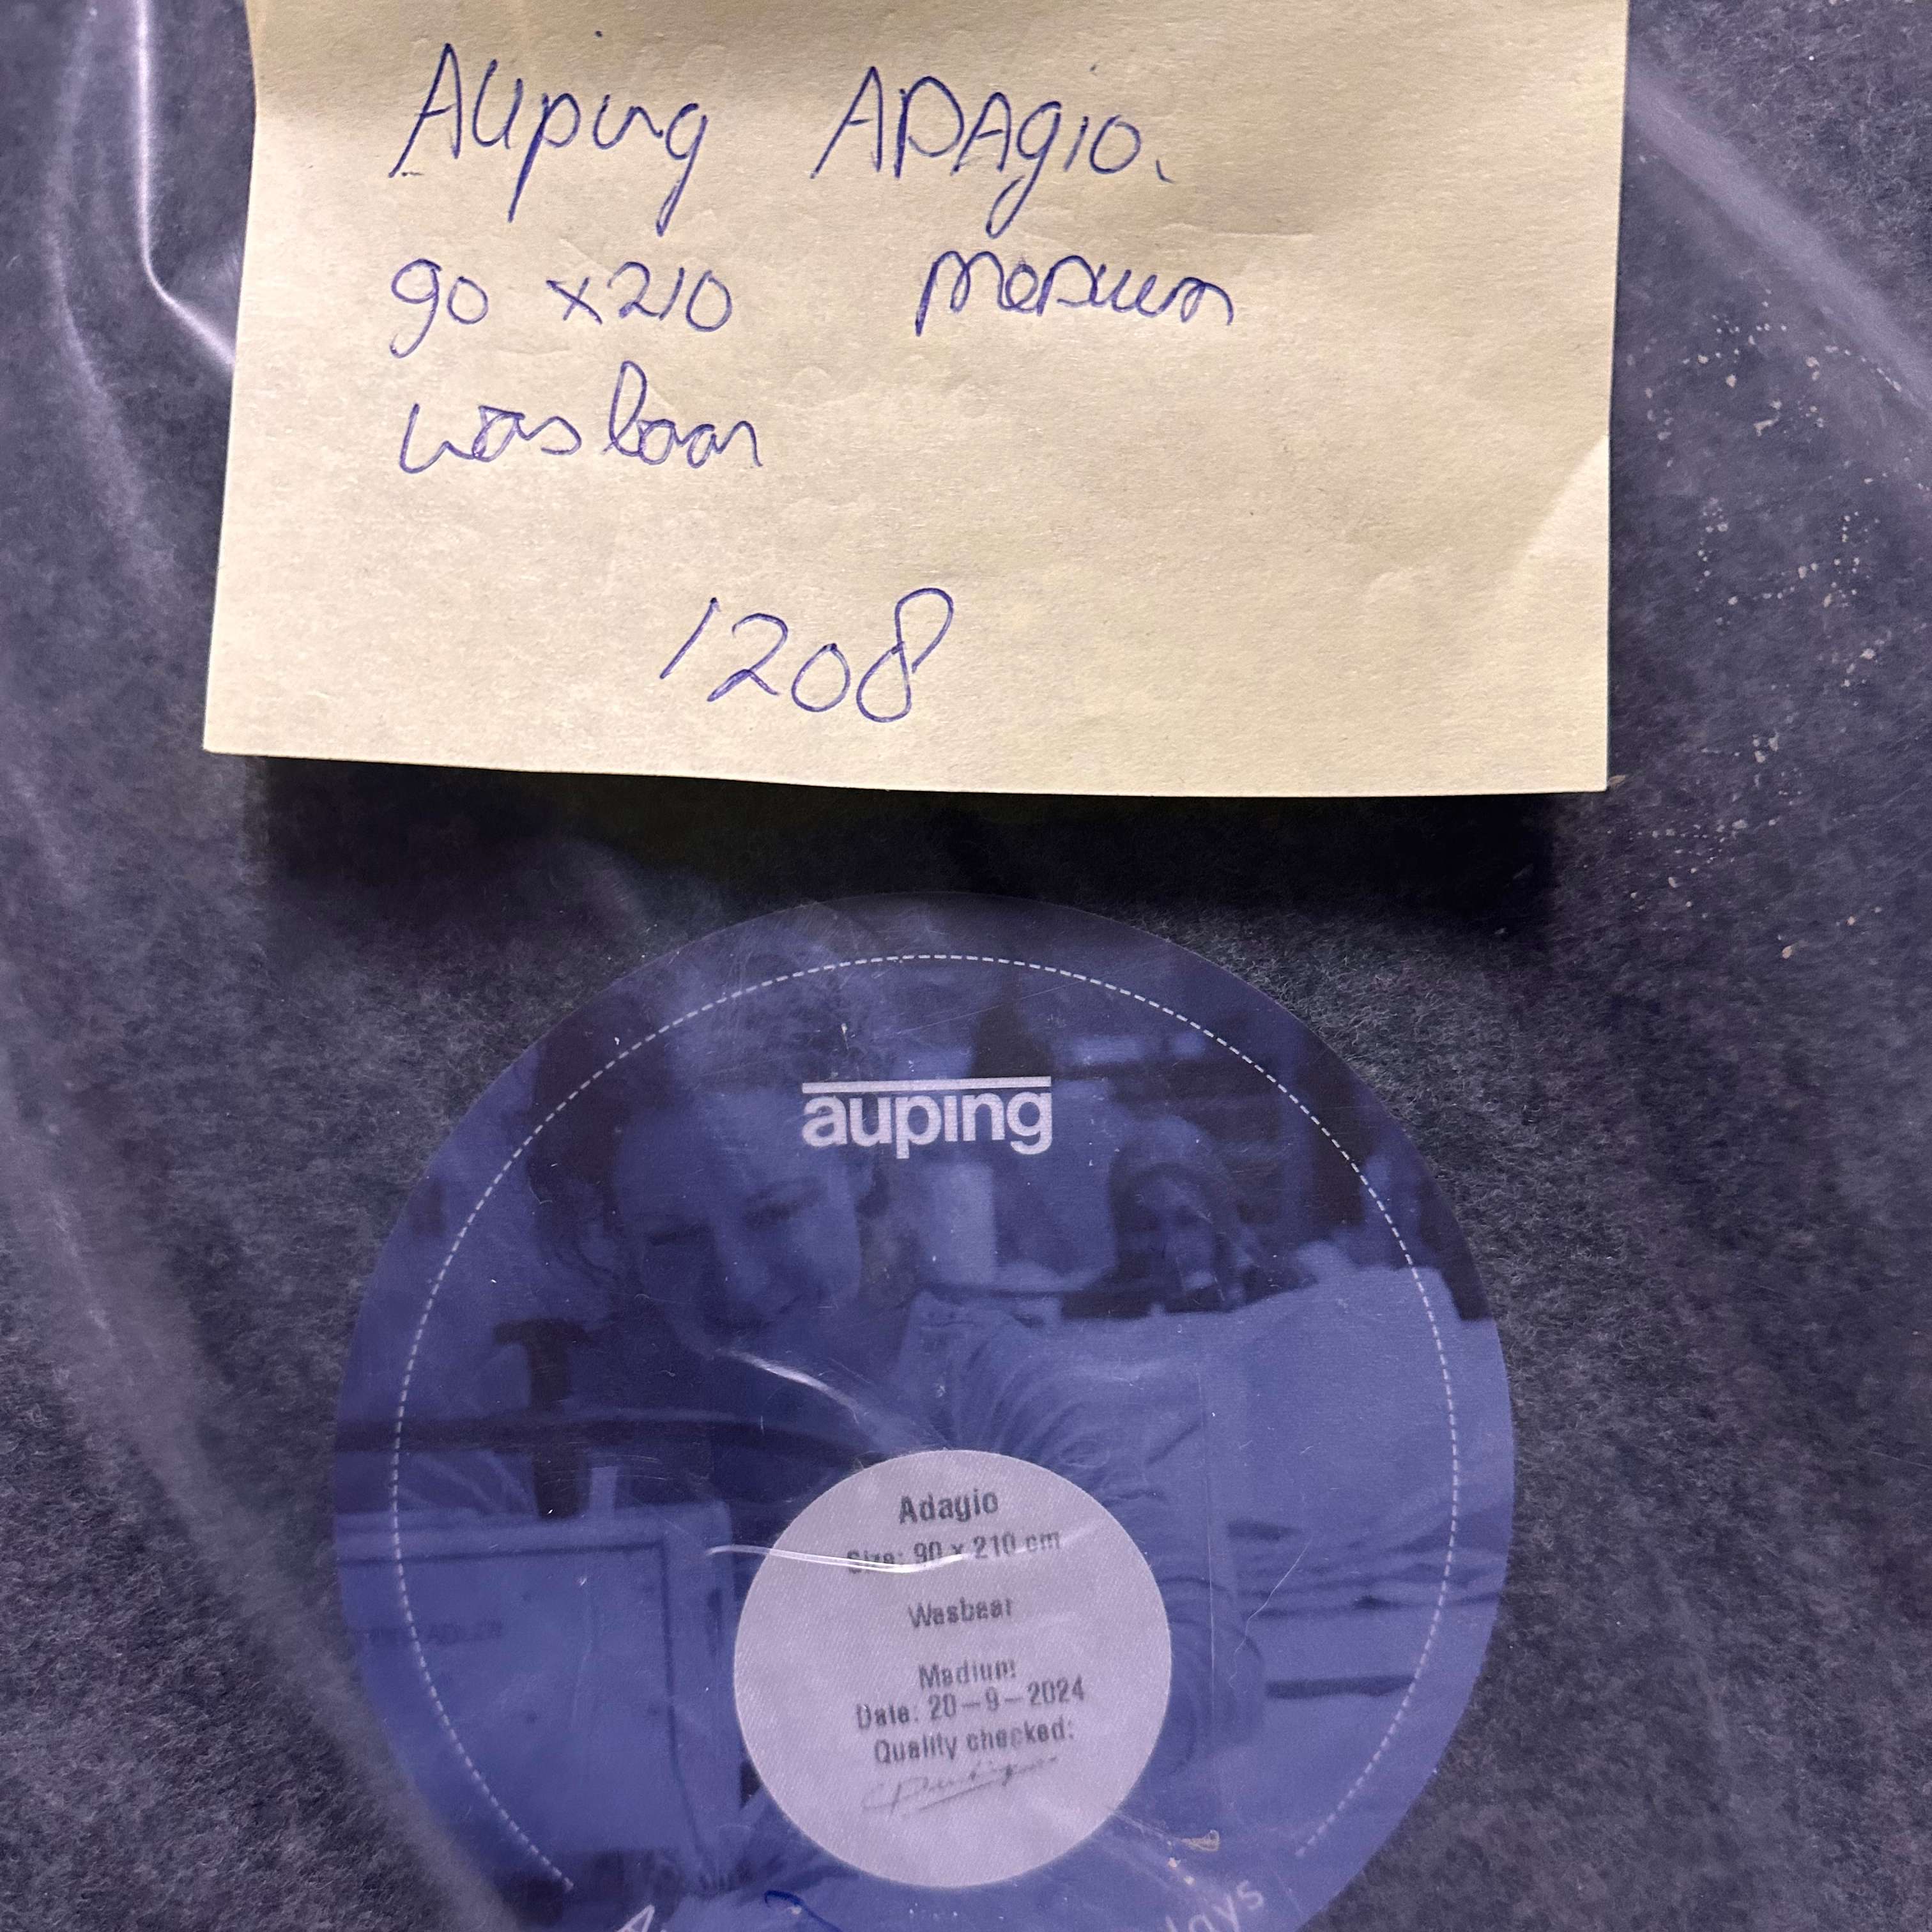 Auping ADAgio.
90 x210 MeDium
wasbaar
1208
auping
Adagio
Size: 90 x 210 cm
Wasbaar
Medium
Date: 20-9-2024
Quality checked: